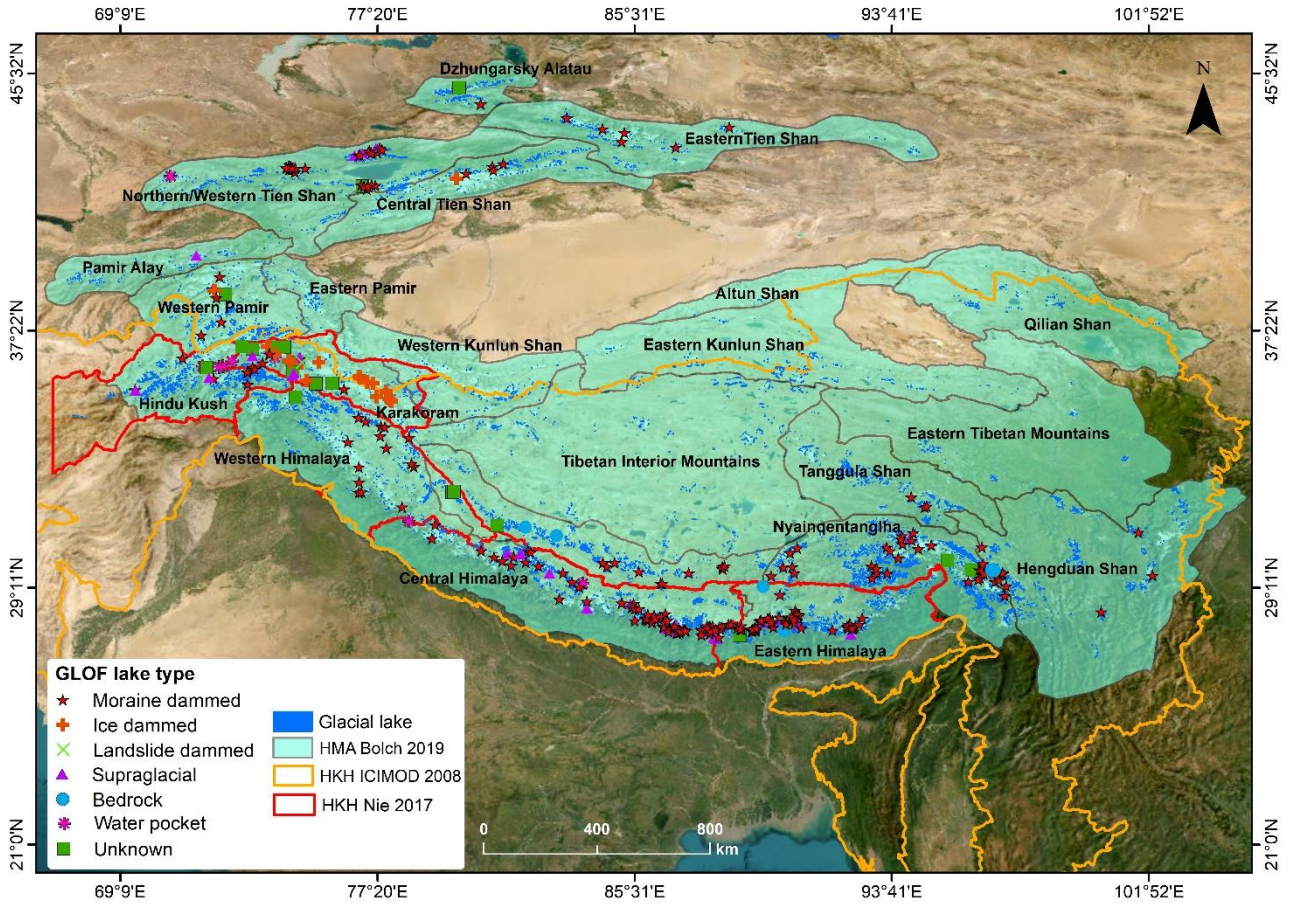 69°9'E 77°20'E 85°31'E 93°41'E 101°52'E
45°32'N 45°32'N
N
Dzhungarsky Alatau
EasternTien Shan
Northern/Western Tien Shan
Central Tien Shan
Pamir Alay
Eastern Pamir
Western Pamir
Altun Shan
Qilian Shan
37°22'N 37°22'N
Western Kunlun Shan
Eastern Kunlun Shan
Hindu Kush
Karakoram
Eastern Tibetan Mountains
Western Himalaya
Tibetan Interior Mountains
Tanggula Shan
Nyainqentanglha
Hengduan Shan
Central Himalaya
29°11'N 29°11'N
Eastern Himalaya
GLOF lake type
Moraine dammed
Ice dammed
Landslide dammed
Supraglacial
Bedrock
Water pocket
Unknown
Glacial lake
HMA Bolch 2019
HKH ICIMOD 2008
HKH Nie 2017
0 400 800
km
21°0'N 21°0'N
69°9'E 77°20'E 85°31'E 93°41'E 101°52'E